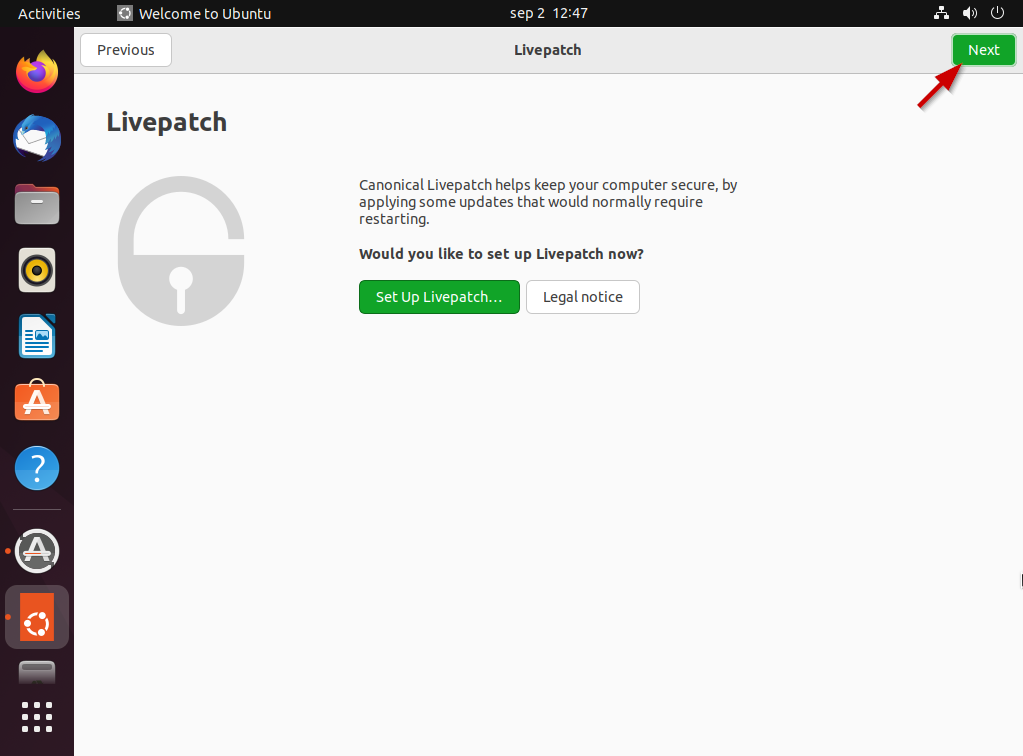 Activities Welcome to Ubuntu sep 2 12:47
Previous Livepatch Next
Livepatch
Canonical Livepatch helps keep your computer secure, by
applying some updates that would normally require
restarting.
Would you like to set up Livepatch now?
Set Up Livepatch… Legal notice